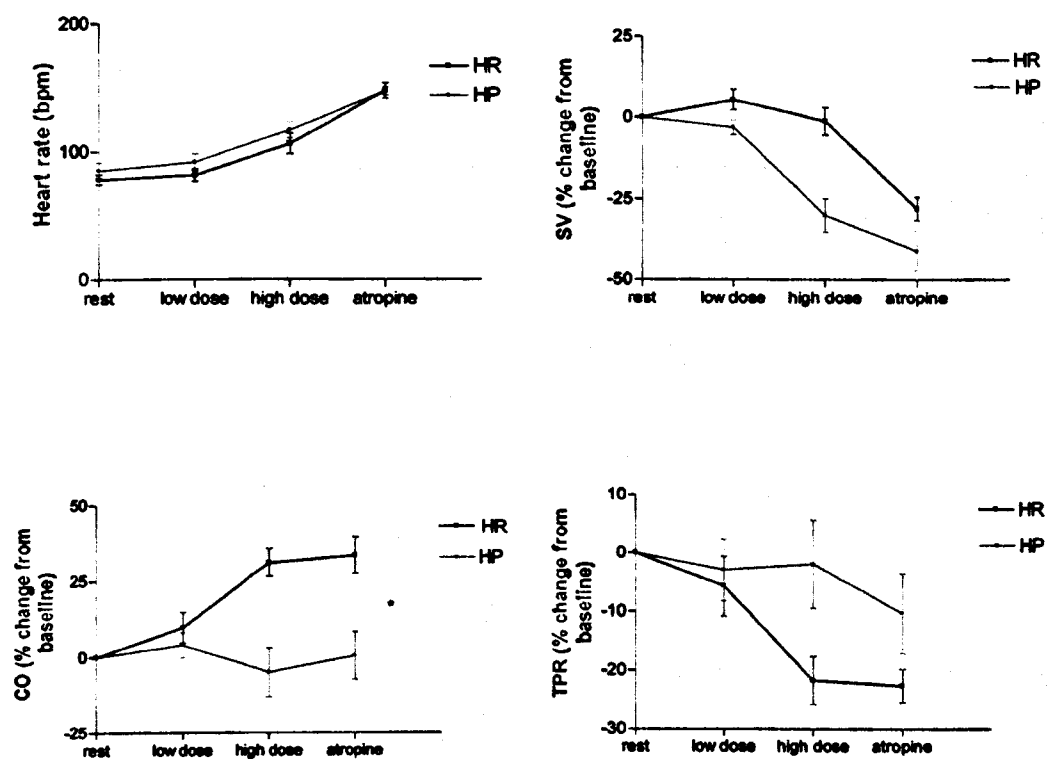 200
100
0
Heart rate (bpm)
rest
low dose
high dose
atropine
HR
HP
25
0
-25
-50
SV (% change from
baseline)
rest
low dose
high dose
atropine
HR
HP
50
25
0
-25
CO (% change from
baseline)
rest
low dose
high dose
atropine
HR
HP
*
10
0
-10
-20
-30
TPR (% change from
baseline)
rest
low dose
high dose
atropine
HR
HP